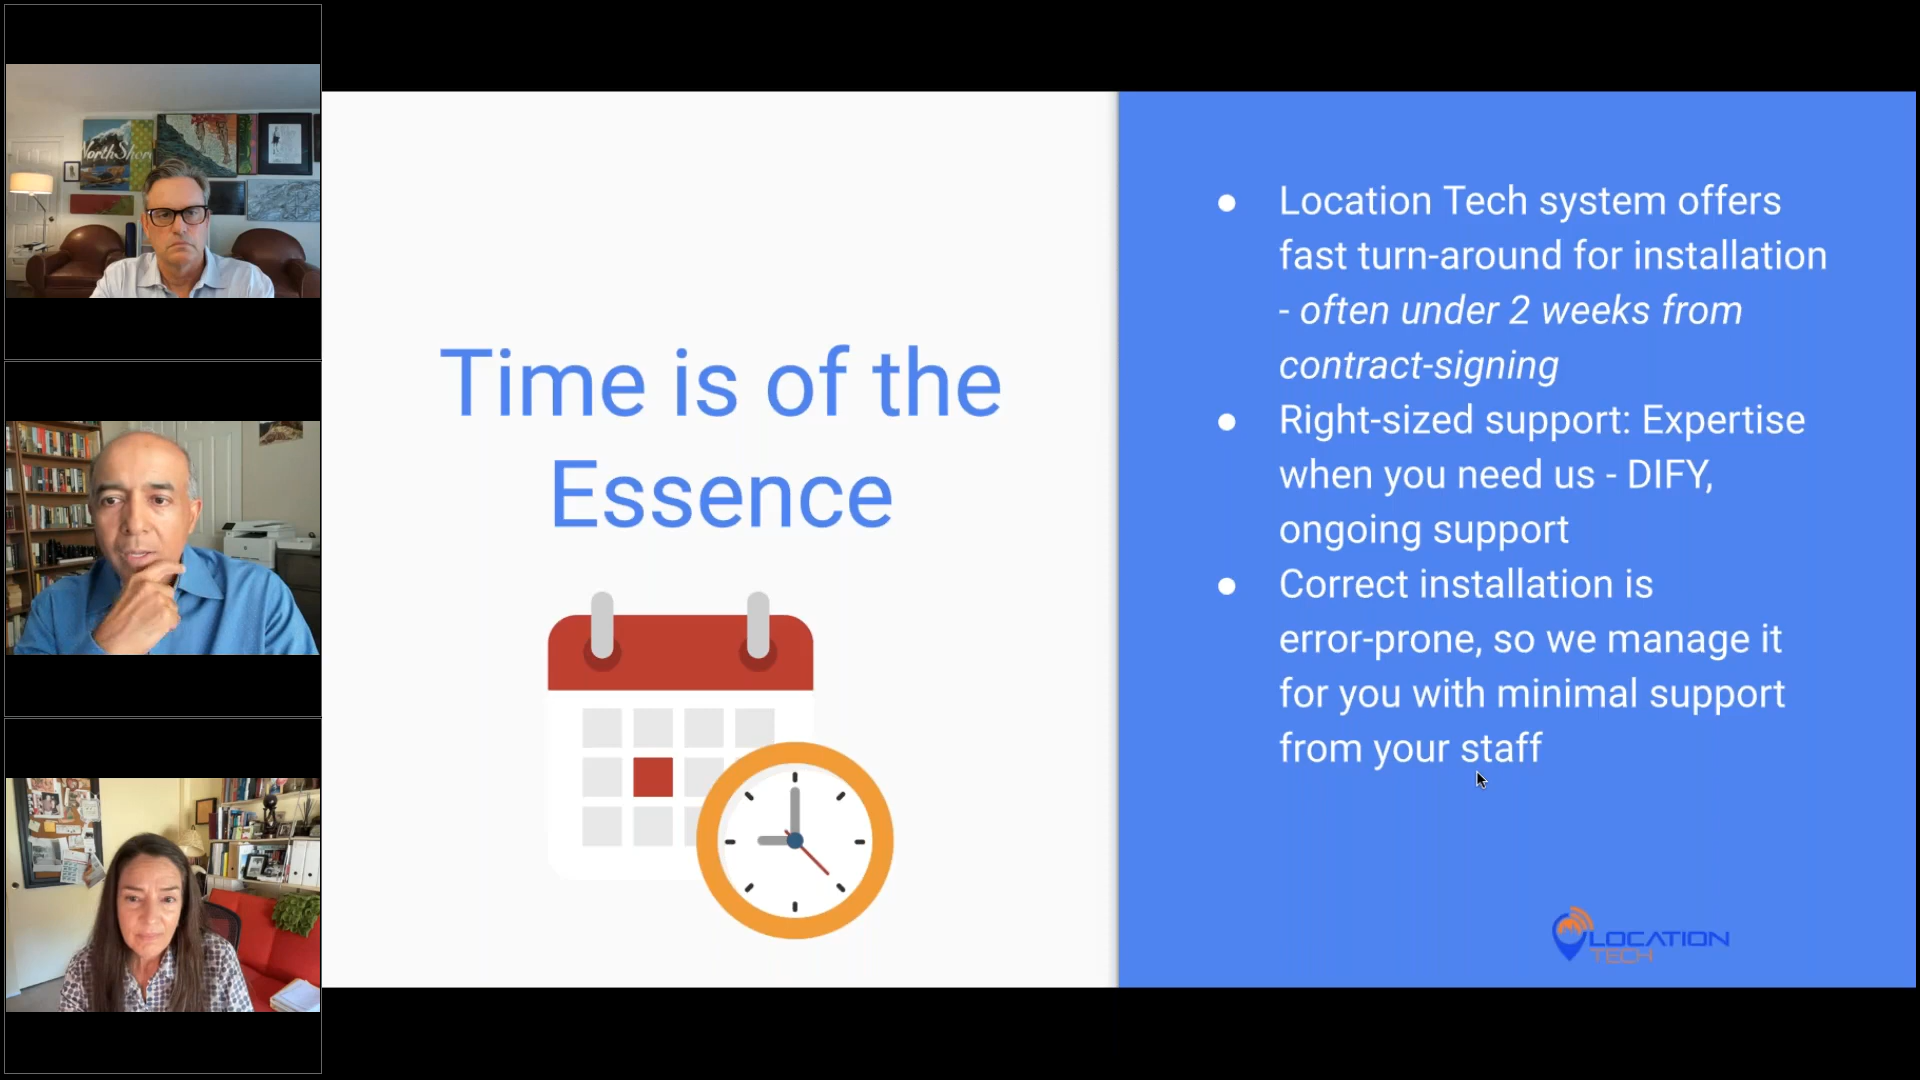 NorthShor
Time is of the
Essence
● Location Tech system offers
fast turn-around for installation
- often under 2 weeks from
contract-signing
● Right-sized support: Expertise
when you need us - DIFY,
ongoing support
● Correct installation is
error-prone, so we manage it
for you with minimal support
from your staff
LOCATION
TECH